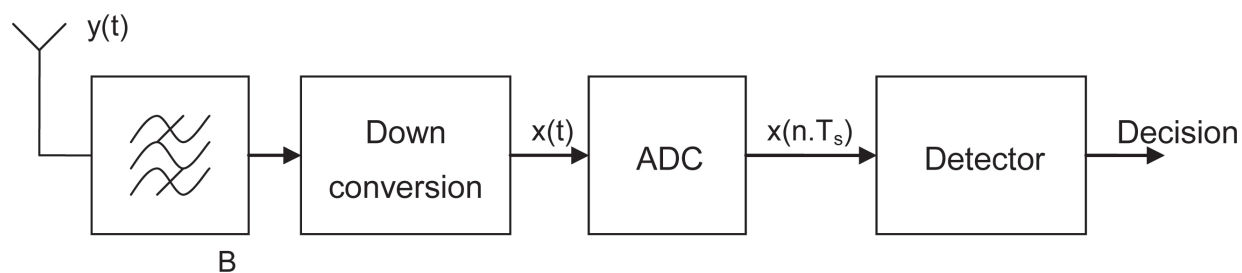 y(t)
Down
conversion
x(t)
ADC
x(n.Ts)
Detector
Decision
B